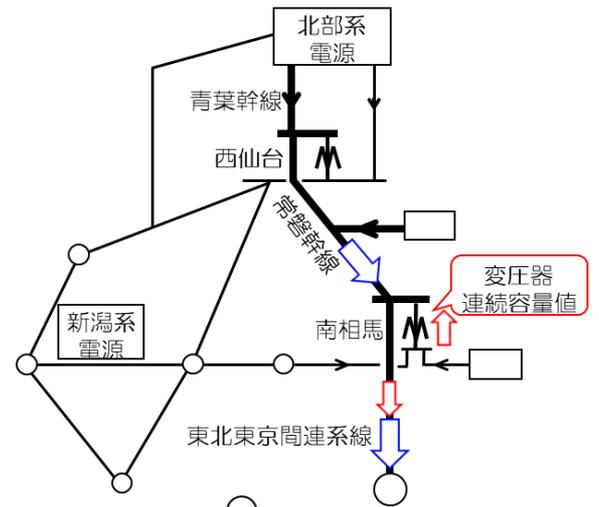 北部系
電源
青葉幹線
西仙台
常磐幹線
変圧器
連続容量値
新潟系
電源
南相馬
東北東京間連系線